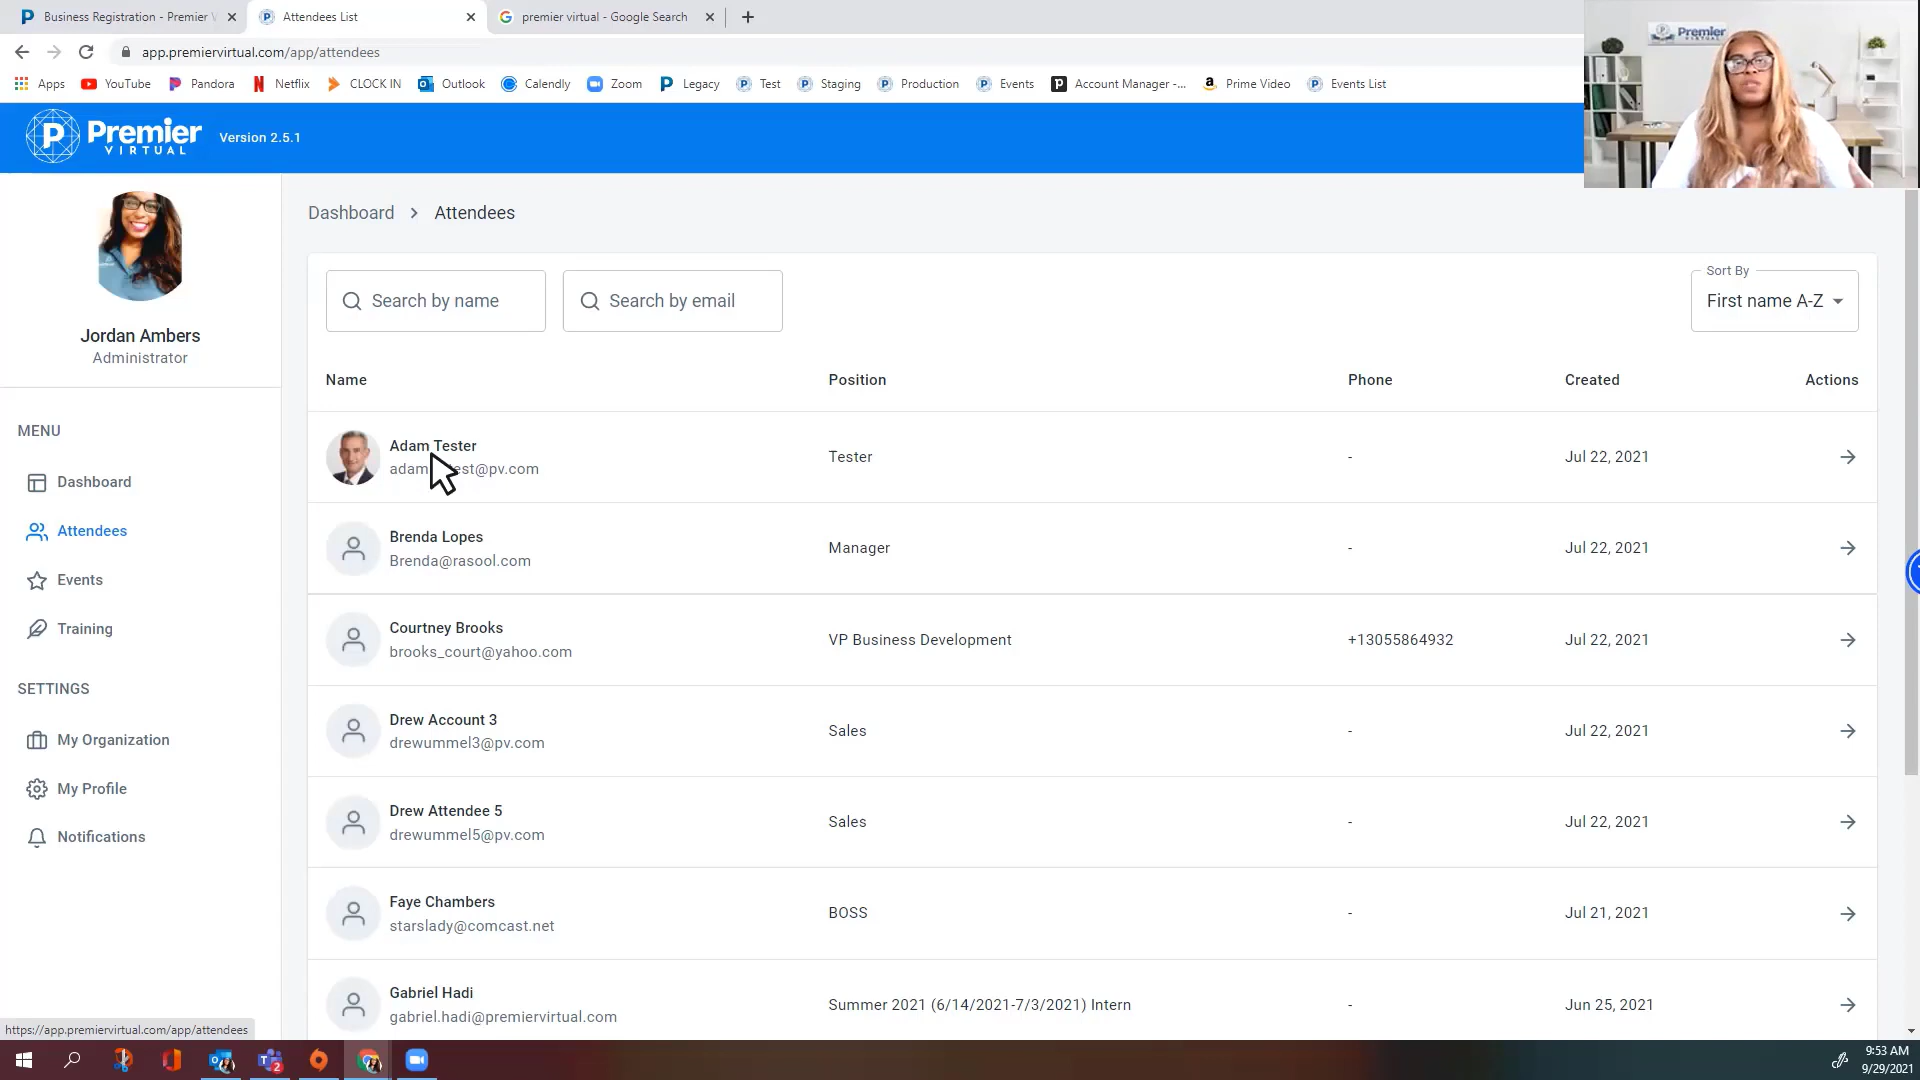 Business Registration - Premier V
Attendees List
premier virtual - Google Search
app.premiervirtual.com/app/attendees
Apps
YouTube
Pandora
Netflix
CLOCK IN
Outlook
Calendly
Zoom
Legacy
Test
Staging
Production
Events
Account Manager -...
Prime Video
Events List
Premier
VIRTUAL
Version 2.5.1
Premier
Jordan Ambers
Administrator
MENU
Dashboard
Attendees
Events
Training
SETTINGS
My Organization
My Profile
Notifications
Dashboard > Attendees
Search by name
Search by email
Sort By
First name A-Z
Name Position Phone Created Actions
Adam Tester
Tester - Jul 22, 2021
Brenda Lopes
Brenda@rasool.com
Manager - Jul 22, 2021
Courtney Brooks
brooks_court@yahoo.com
VP Business Development +13055864932 Jul 22, 2021
Drew Account 3
drewummel3@pv.com
Sales - Jul 22, 2021
Drew Attendee 5
drewummel5@pv.com
Sales - Jul 22, 2021
Faye Chambers
starslady@comcast.net
BOSS - Jul 21, 2021
Gabriel Hadi
gabriel.hadi@premiervirtual.com
Summer 2021 (6/14/2021-7/3/2021) Intern - Jun 25, 2021
https://app.premiervirtual.com/app/attendees
9:53 AM
9/29/2021